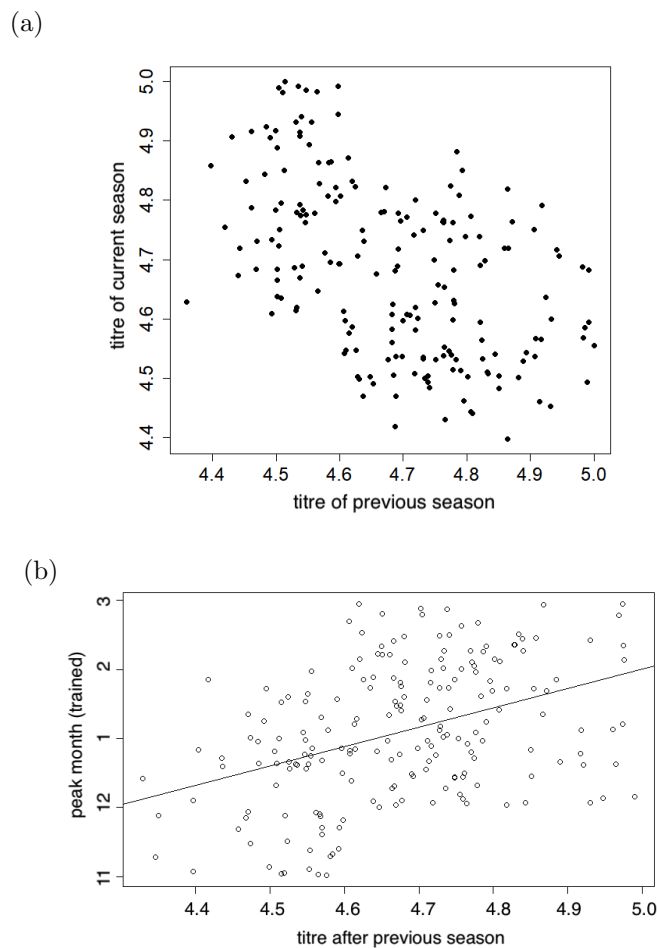 (a)
5.0
4.9
4.8
4.7
4.6
4.5
4.4
titre of current season
4.4 4.5 4.6 4.7 4.8 4.9 5.0
titre of previous season
(b)
3
2
1
12
11
peak month (trained)
4.4 4.5 4.6 4.7 4.8 4.9 5.0
titre after previous season